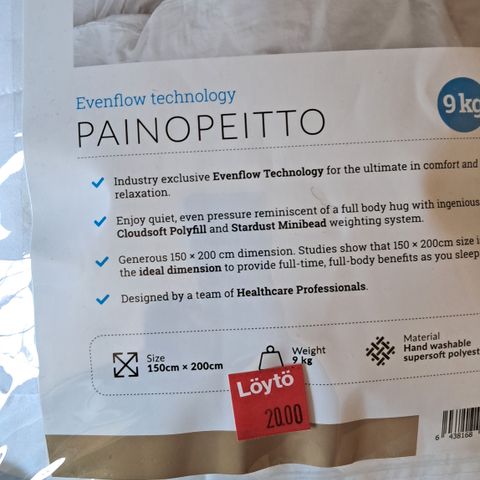 Evenflow technology
PAINOPEITTO
9 kg
Industry exclusive Evenflow Technology for the ultimate in comfort and
relaxation.
Enjoy quiet, even pressure reminiscent of a full body hug with ingenious
Cloudsoft Polyfill and Stardust Minibead weighting system.
Generous 150 × 200 cm dimension. Studies show that 150 × 200cm size i
the ideal dimension to provide full-time, full-body benefits as you sleep
Designed by a team of Healthcare Professionals.
Size
150cm × 200cm
Weight
9 kg
Material
Hand washable
supersoft polyest
Löytö
20.00
6 438168